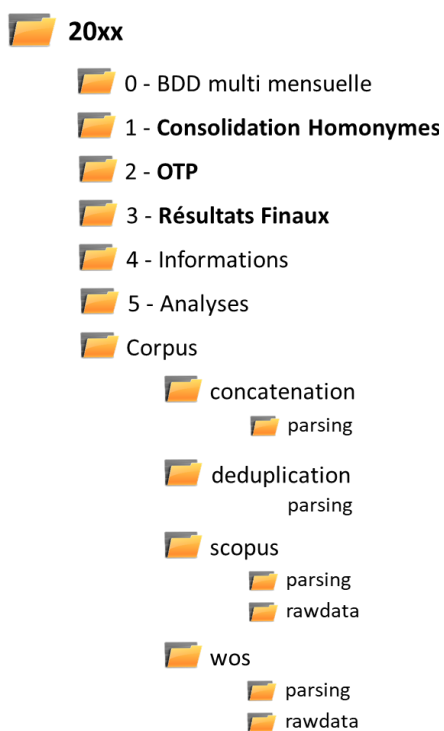 20xx
0 - BDD multi mensuelle
1 - Consolidation Homonymes
2 - OTP
3 - Résultats Finaux
4 - Informations
5 - Analyses
Corpus
concatenation
parsing
deduplication
parsing
scopus
parsing
rawdata
wos
parsing
rawdata